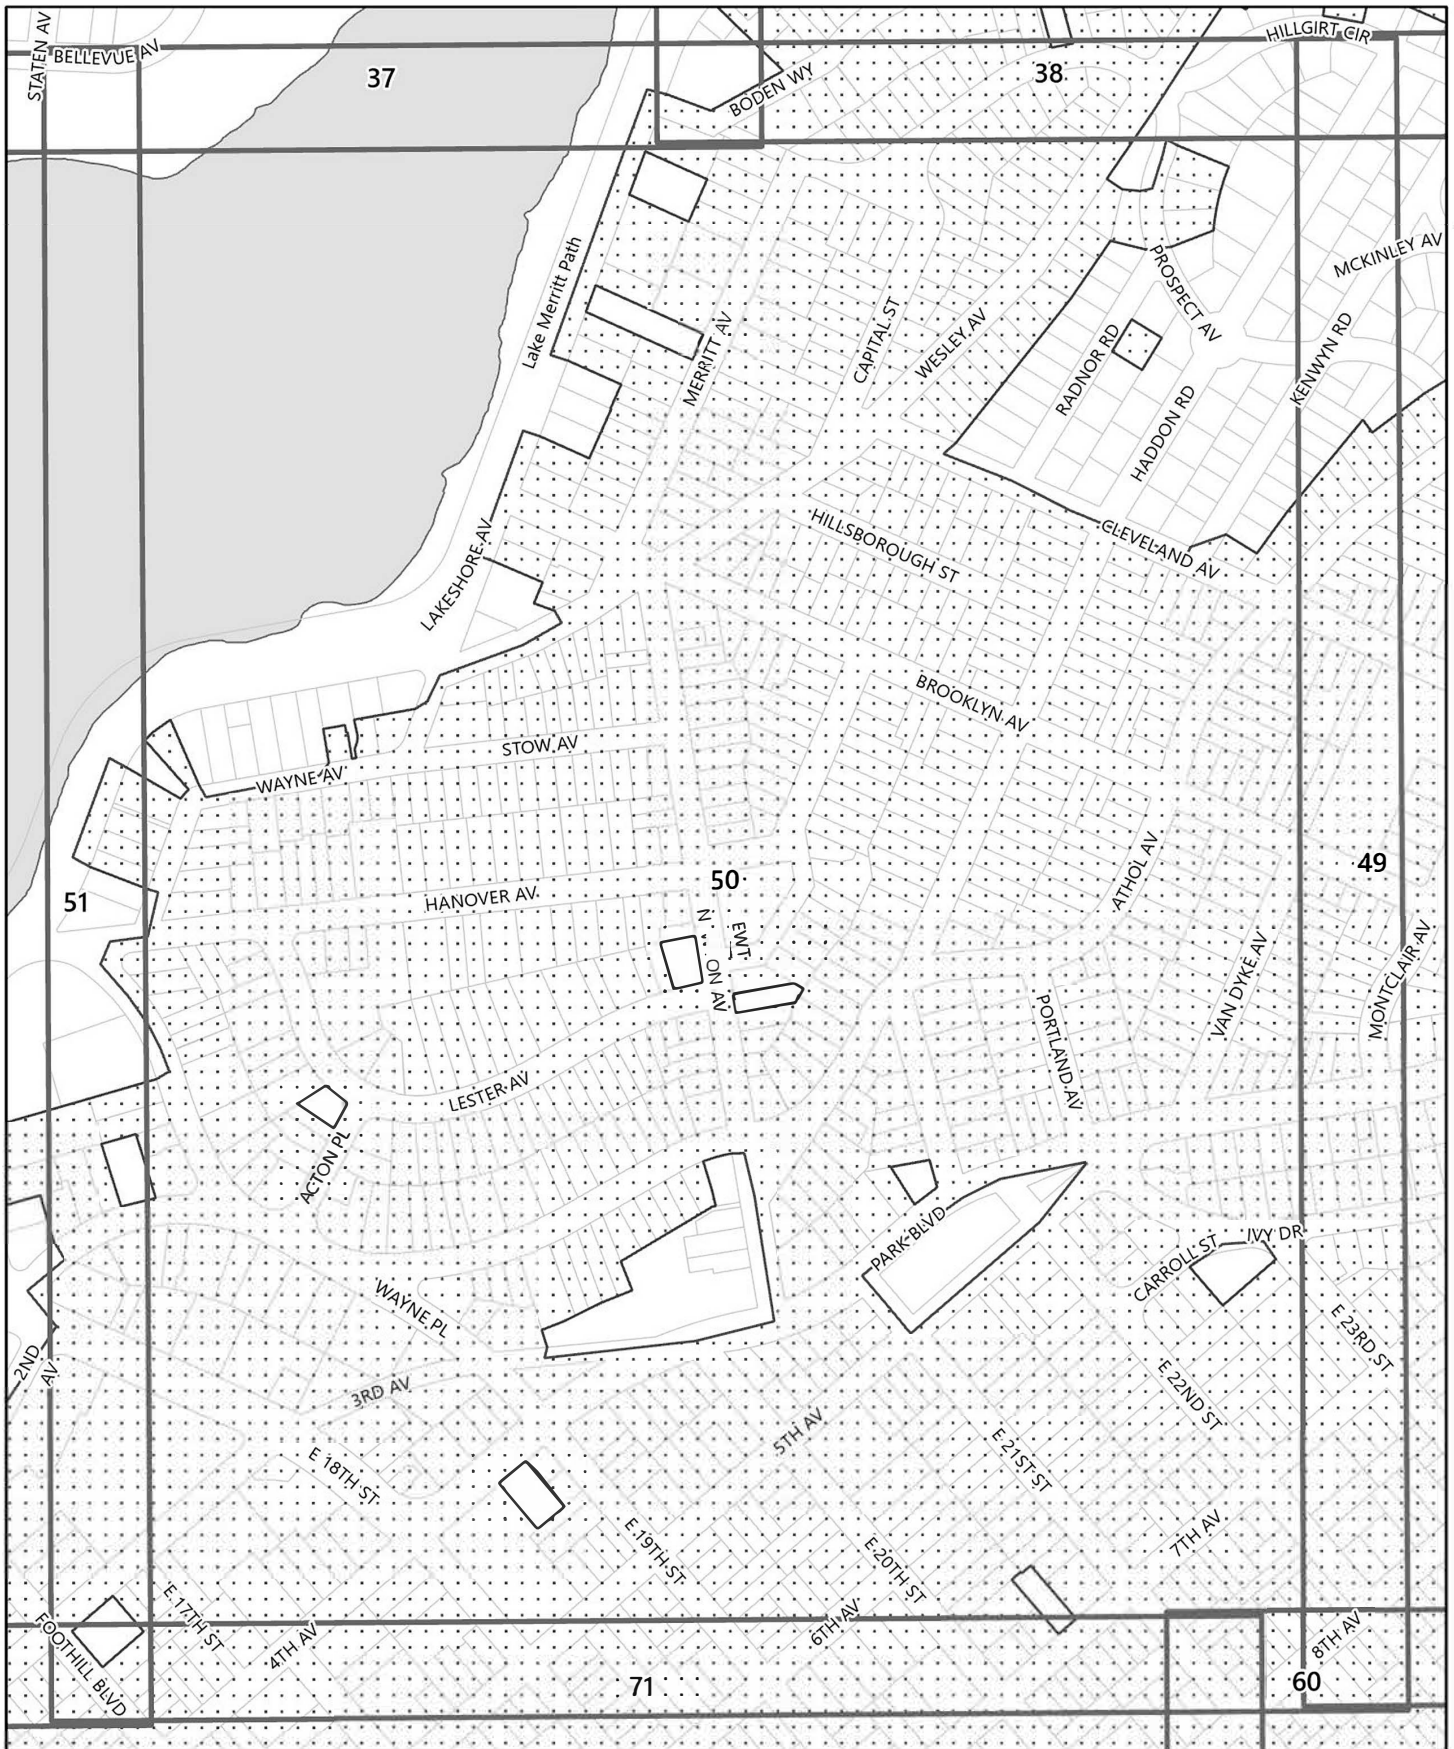 STATEN AV
BELLEVUE AV
37
BODEN WY
38
HILLGIRT CIR
MCKINLEY AV
Lake Merritt Path
MERRITT AV
CAPITAL ST
WESLEY AV
PROSPECT AV
RADNOR RD
HADDON RD
KENWYN RD
LAKESHORE AV
HILLSBOROUGH ST
CLEVELAND AV
BROOKLYN AV
STOW AV
WAYNE AV
ATHOL AV
49
50
51
HANOVER AV
N
EWT
ON AV
VAN DYKE AV
MONTCLAIR AV
PORTLAND AV
LESTER AV
ACTON PL
PARK BLVD
CARROLL ST
IVY DR
WAYNE PL
2ND
AV
3RD AV
E 23RD ST
E 22ND ST
5TH AV
E 21ST ST
E 18TH ST
E 19TH ST
E 20TH ST
7TH AV
E 17TH ST
FOOTHILL BLVD
4TH AV
6TH AV
8TH AV
71
60